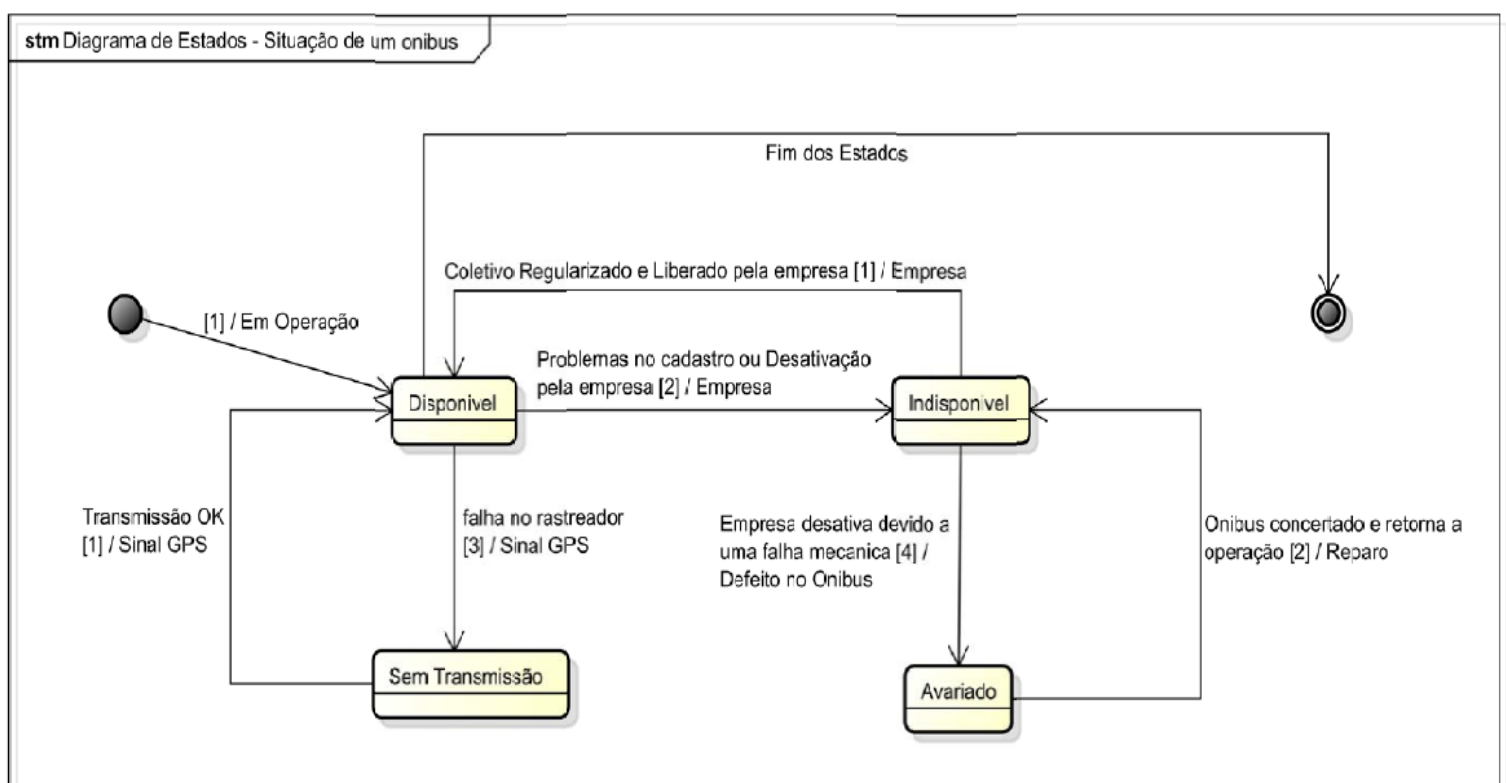 stm Diagrama de Estados - Situação de um onibus
Fim dos Estados
Coletivo Regularizado e Liberado pela empresa [1] / Empresa
[1] / Em Operação
Problemas no cadastro ou Desativação
pela empresa [2] / Empresa
Disponivel
Indisponivel
Transmissão OK
[1] / Sinal GPS
falha no rastreador
[3] / Sinal GPS
Empresa desativa devido a
uma falha mecanica [4] /
Defeito no Onibus
Onibus concertado e retorna a
operação [2] / Reparo
Sem Transmissão
Avariado